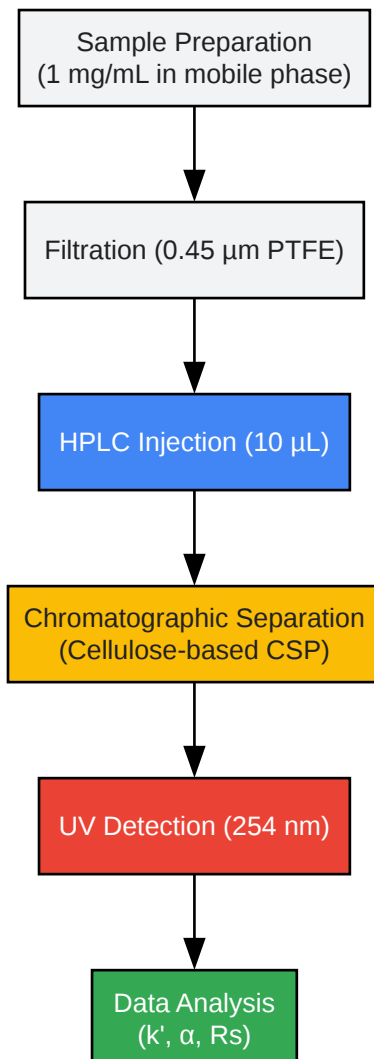 Sample Preparation
(1 mg/mL in mobile phase)
Filtration (0.45 µm PTFE)
HPLC Injection (10 µL)
Chromatographic Separation
(Cellulose-based CSP)
UV Detection (254 nm)
Data Analysis
(k', α, Rs)